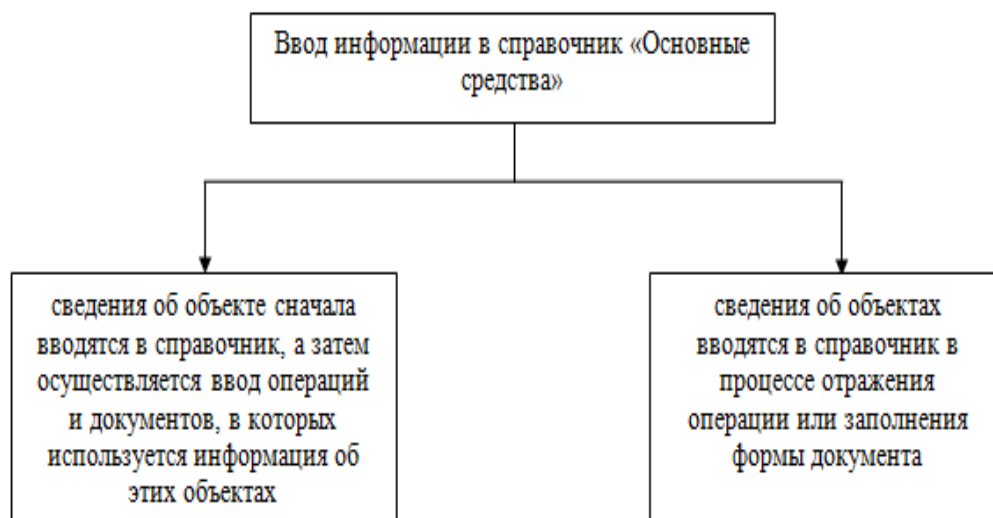 Ввод информации в справочник «Основные
средства»
сведения об объекте сначала
вводятся в справочник, а затем
осуществляется ввод операций
и документов, в которых
используется информация об
этих объектах
сведения об объектах
вводятся в справочник в
процессе отражения
операции или заполнения
формы документа